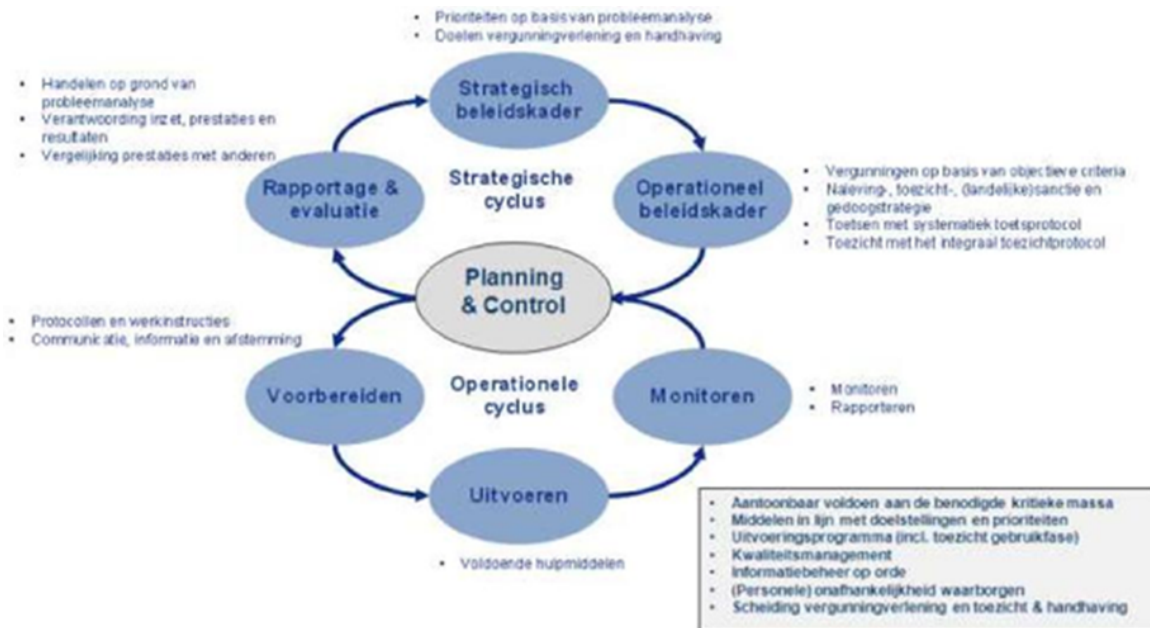 Prioriteiten op basis van probleemanalyse
Doelen vergunningverlening en handhaving
Strategisch
beleidskader
Handelen op grond van
probleemanalyse
Verantwoording inzet, prestaties en
resultaten
Vergelijking prestaties met anderen
Rapportage &
evaluatie
Strategische
cyclus
Operationeel
beleidskader
Vergunningen op basis van objectieve criteria
Naleving-, toezicht-, (landelijke)sanctie en
gedoogstrategie
Toetsen met systematiek toetsprotocol
Toezicht met het integraal toezichtprotocol
Planning
& Control
Protocollen en werkinstructies
Communicatie, informatie en afstemming
Voorbereiden
Operationele
cyclus
Monitoren
Monitoren
Rapporteren
Uitvoeren
Voldoende hulpmiddelen
Aantoonbaar voldoen aan de benodigde kritieke massa
Middelen in lijn met doelstellingen en prioriteiten
Uitvoeringsprogramma (incl. toezicht gebruikfase)
Kwaliteitsmanagement
Informatiebeheer op orde
(Personele) onafhankelijkheid waarborgen
Scheiding vergunningverlening en toezicht & handhaving